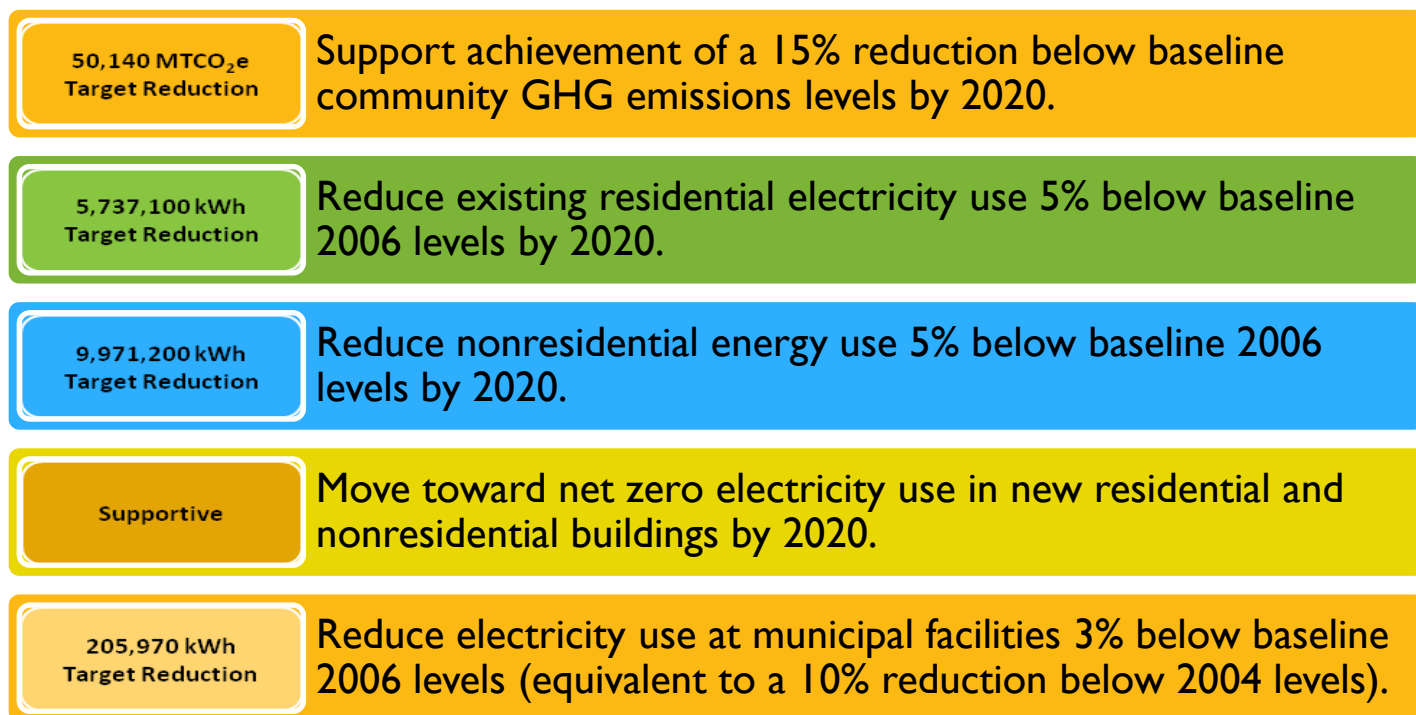 50,140 MTCO₂e
Target Reduction
Support achievement of a 15% reduction below baseline
community GHG emissions levels by 2020.
5,737,100 kWh
Target Reduction
Reduce existing residential electricity use 5% below baseline
2006 levels by 2020.
9,971,200 kWh
Target Reduction
Reduce nonresidential energy use 5% below baseline 2006
levels by 2020.
Supportive
Move toward net zero electricity use in new residential and
nonresidential buildings by 2020.
205,970 kWh
Target Reduction
Reduce electricity use at municipal facilities 3% below baseline
2006 levels (equivalent to a 10% reduction below 2004 levels).